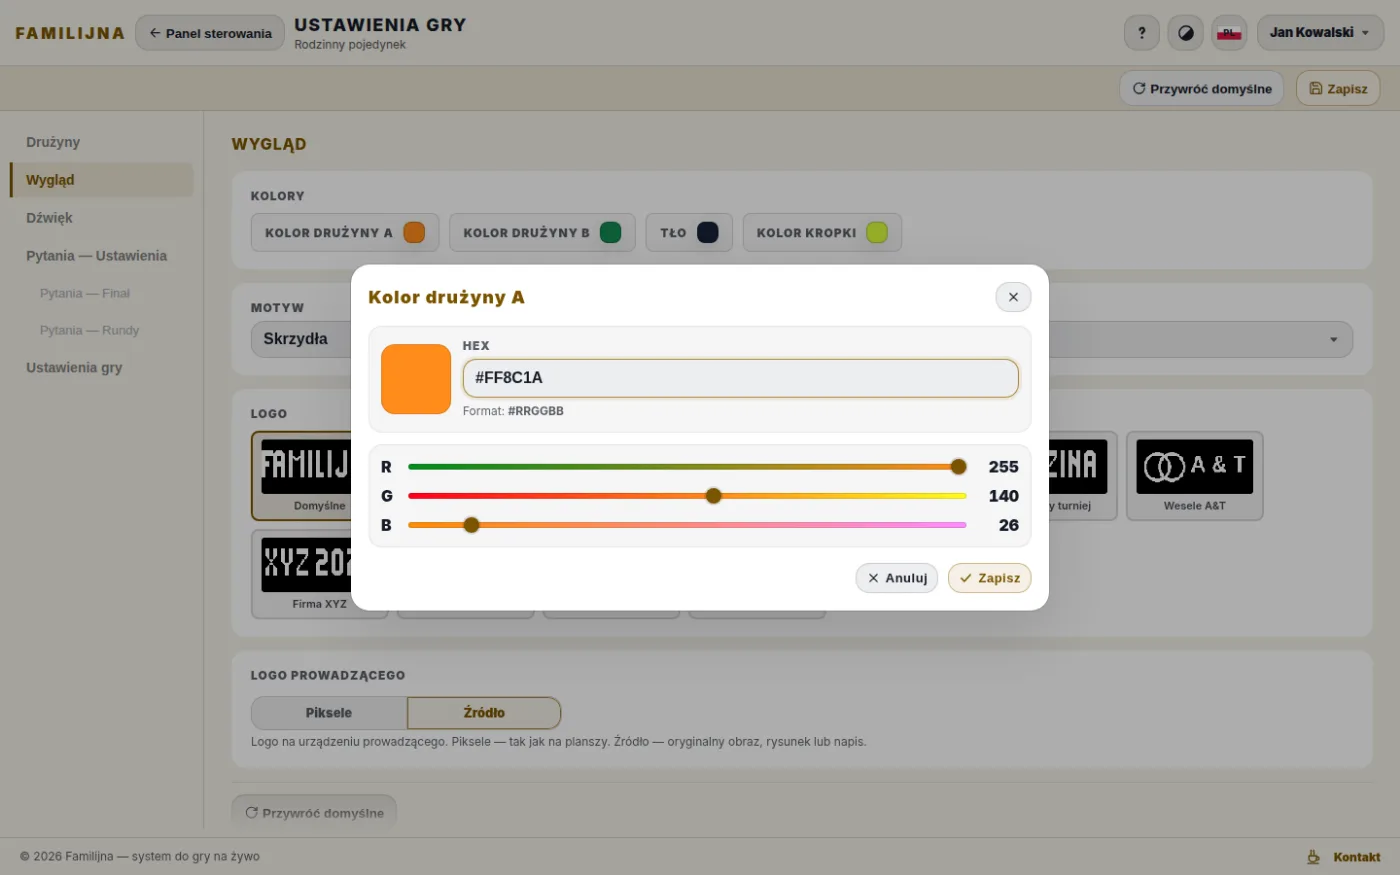 FAMILIJNA
← Panel sterowania
USTAWIENIA GRY
Rodzinny pojedynek
?
PL
Jan Kowalski
Przywróć domyślne
Zapisz
Drużyny
Wygląd
Dźwięk
Pytania — Ustawienia
Pytania — Finał
Pytania — Rundy
Ustawienia gry
WYGLĄD
KOLORY
KOLOR DRUŻYNY A
KOLOR DRUŻYNY B
TŁO
KOLOR KROPKI
MOTYW
Skrzydła
LOGO
Domyślne
y turniej
A & T
Wesele A&T
Firma XYZ
Kolor drużyny A
HEX
#FF8C1A
Format: #RRGGBB
R 255
G 140
B 26
Anuluj
Zapisz
LOGO PROWADZĄCEGO
Piksele
Źródło
Logo na urządzeniu prowadzącego. Piksele — tak jak na planszy. Źródło — oryginalny obraz, rysunek lub napis.
Przywróć domyślne
© 2026 Familijna — system do gry na żywo
Kontakt